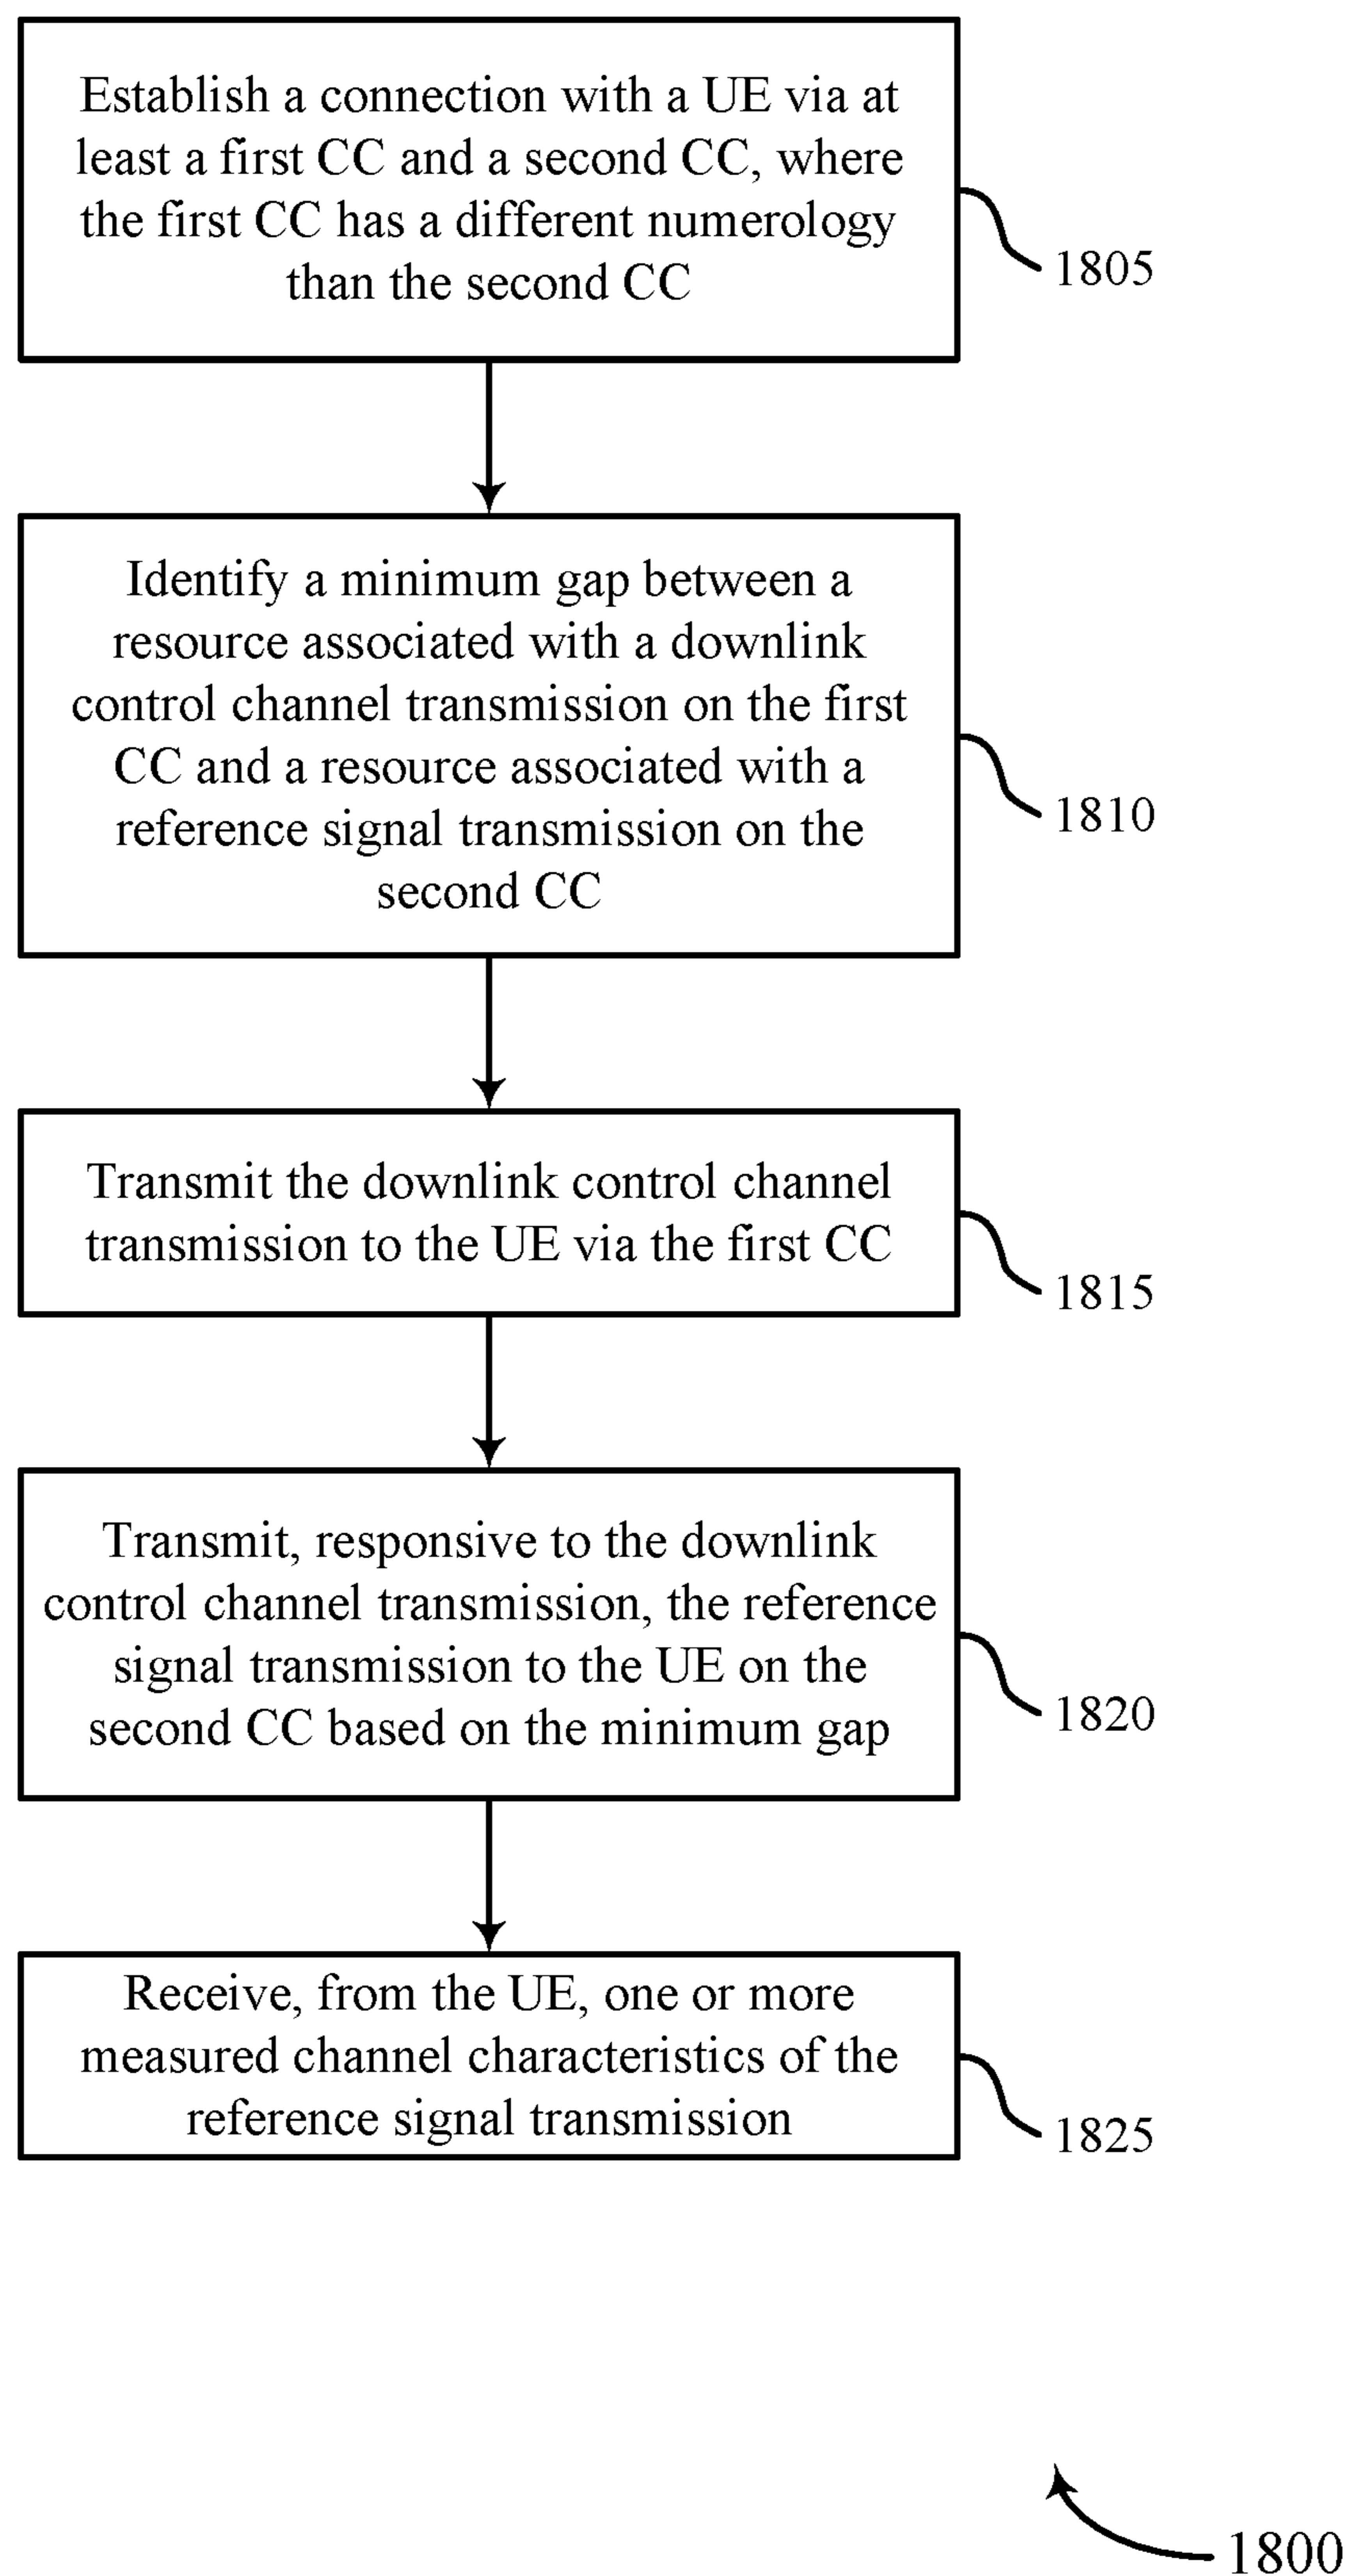 Establish a connection with a UE via at
least a first CC and a second CC, where
the first CC has a different numerology
than the second CC
1805
Identify a minimum gap between a
resource associated with a downlink
control channel transmission on the first
CC and a resource associated with a
reference signal transmission on the
second CC
1810
Transmit the downlink control channel
transmission to the UE via the first CC
1815
Transmit, responsive to the downlink
control channel transmission, the reference
signal transmission to the UE on the
second CC based on the minimum gap
1820
Receive, from the UE, one or more
measured channel characteristics of the
reference signal transmission
1825
1800